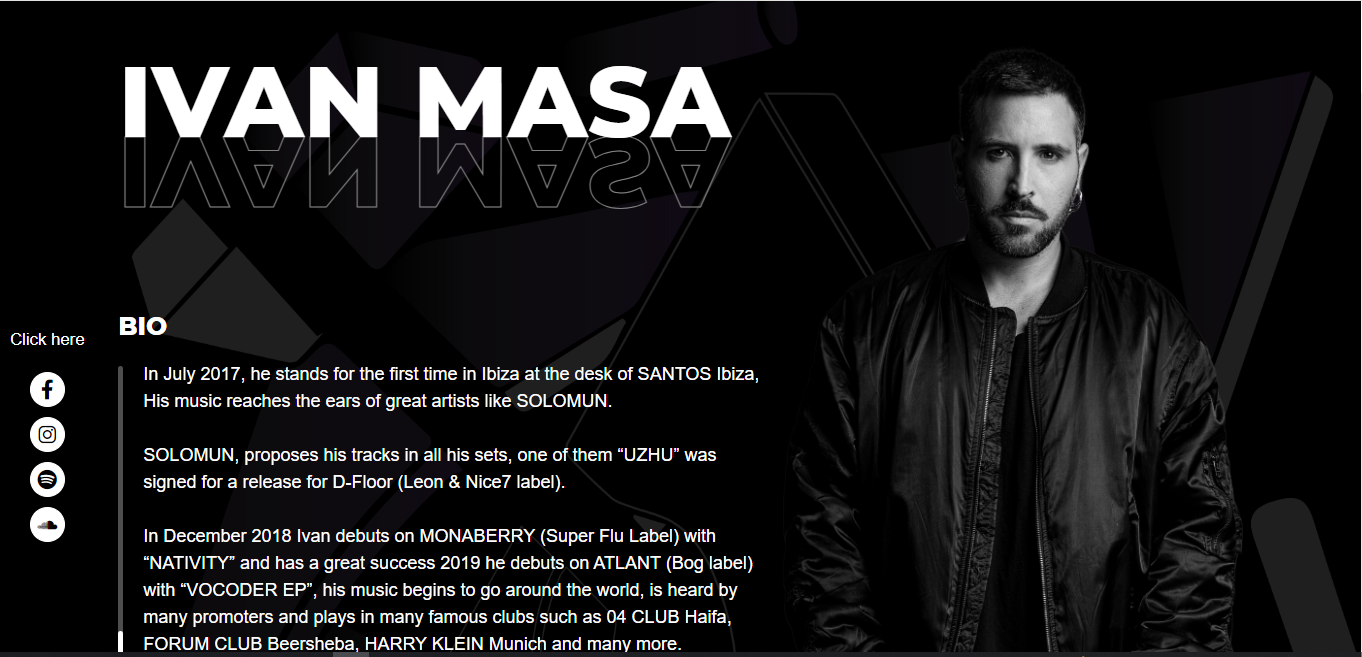 IVAN MASA
IVAN MASA
BIO
Click here
In July 2017, he stands for the first time in Ibiza at the desk of SANTOS Ibiza,
His music reaches the ears of great artists like SOLOMUN.
SOLOMUN, proposes his tracks in all his sets, one of them “UZHU” was
signed for a release for D-Floor (Leon & Nice7 label).
In December 2018 Ivan debuts on MONABERRY (Super Flu Label) with
“NATIVITY” and has a great success 2019 he debuts on ATLANT (Bog label)
with “VOCODER EP”, his music begins to go around the world, is heard by
many promoters and plays in many famous clubs such as 04 CLUB Haifa,
FORUM CLUB Beersheba, HARRY KLEIN Munich and many more.